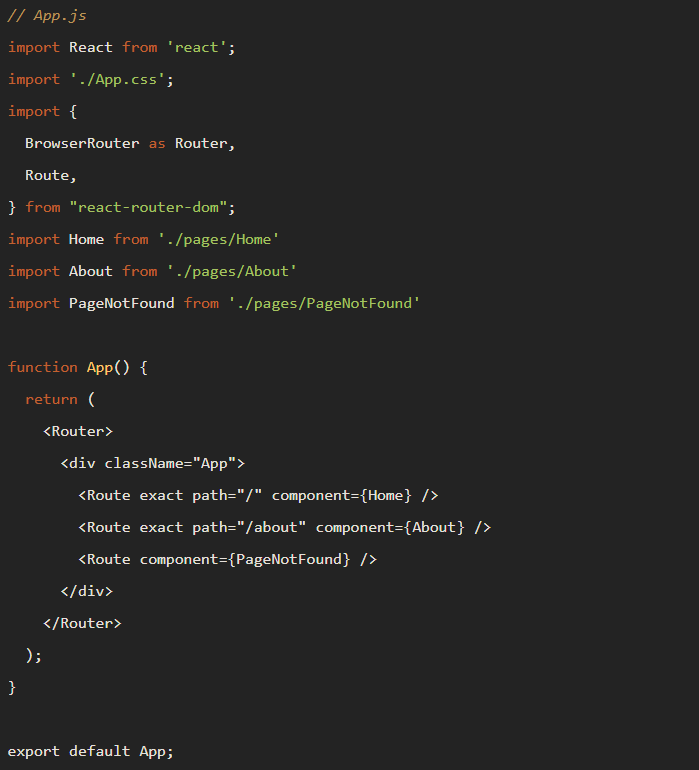 // App.js
import React from 'react';
import './App.css';
import {
  BrowserRouter as Router,
  Route,
} from "react-router-dom";
import Home from './pages/Home'
import About from './pages/About'
import PageNotFound from './pages/PageNotFound'

function App() {
  return (
    <Router>
      <div className="App">
        <Route exact path="/" component={Home} />
        <Route exact path="/about" component={About} />
        <Route component={PageNotFound} />
      </div>
    </Router>
  );
}

export default App;